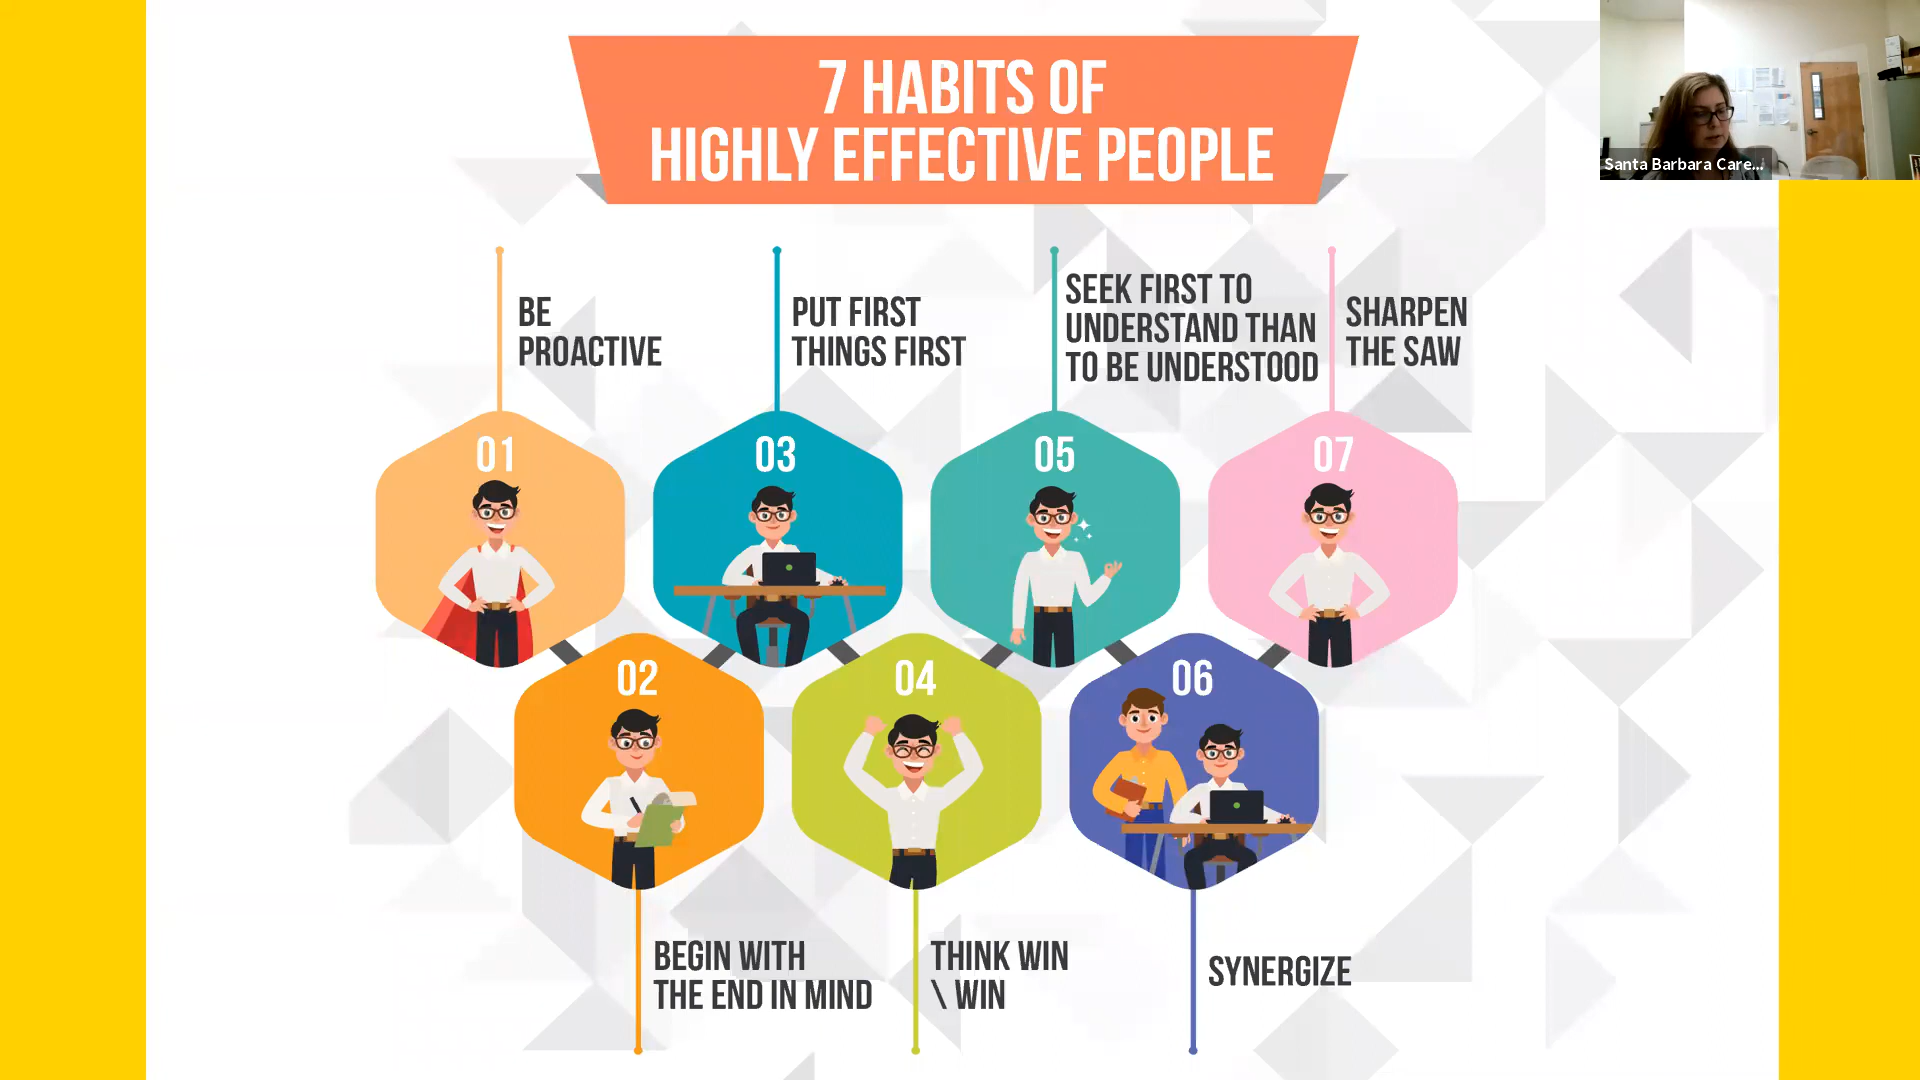 7 HABITS OF
HIGHLY EFFECTIVE PEOPLE
Santa Barbara Care...
BE
PROACTIVE
PUT FIRST
THINGS FIRST
SEEK FIRST TO
UNDERSTAND THAN
TO BE UNDERSTOOD
SHARPEN
THE SAW
01
03
05
07
02
04
06
BEGIN WITH
THE END IN MIND
THINK WIN
\ WIN
SYNERGIZE